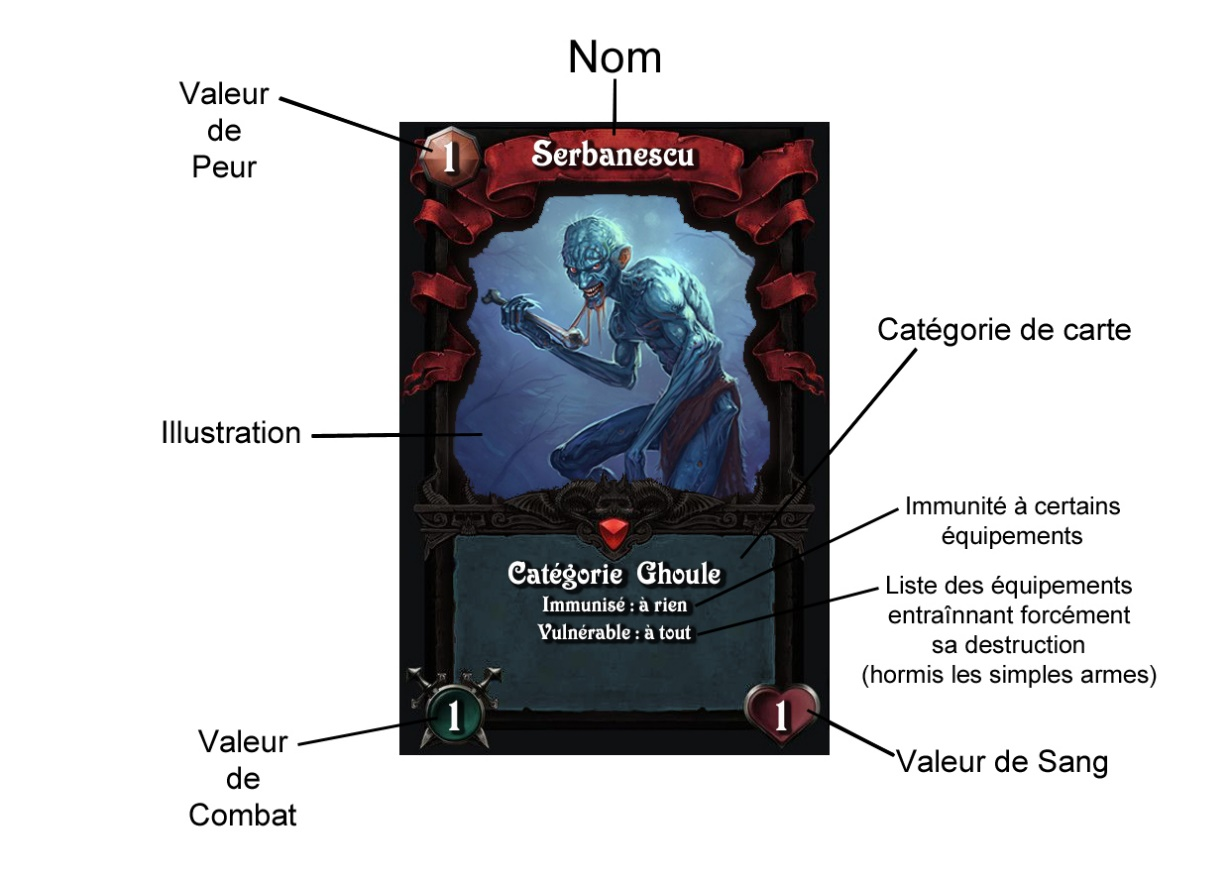 Nom
Valeur
de
Peur
1
Serbanescu
Catégorie de carte
Illustration
Immunité à certains
équipements
Catégorie Ghoule
Immunisé : à rien
Vulnérable : à tout
Liste des équipements
entraînnant forcément
sa destruction
(hormis les simples armes)
1
1
Valeur
de
Combat
Valeur de Sang